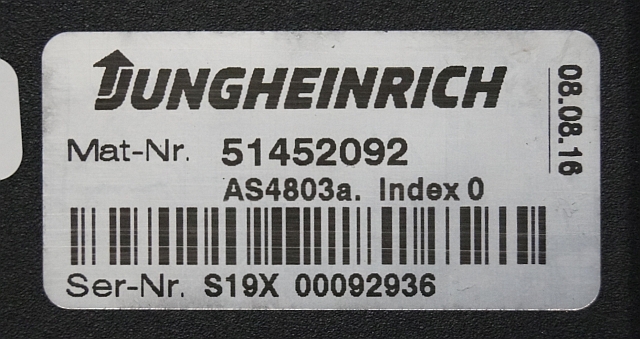 JUNGHEINRICH
Mat-Nr. 51452092
AS4803a. Index 0
Ser-Nr. S19X 00092936
08.08.16